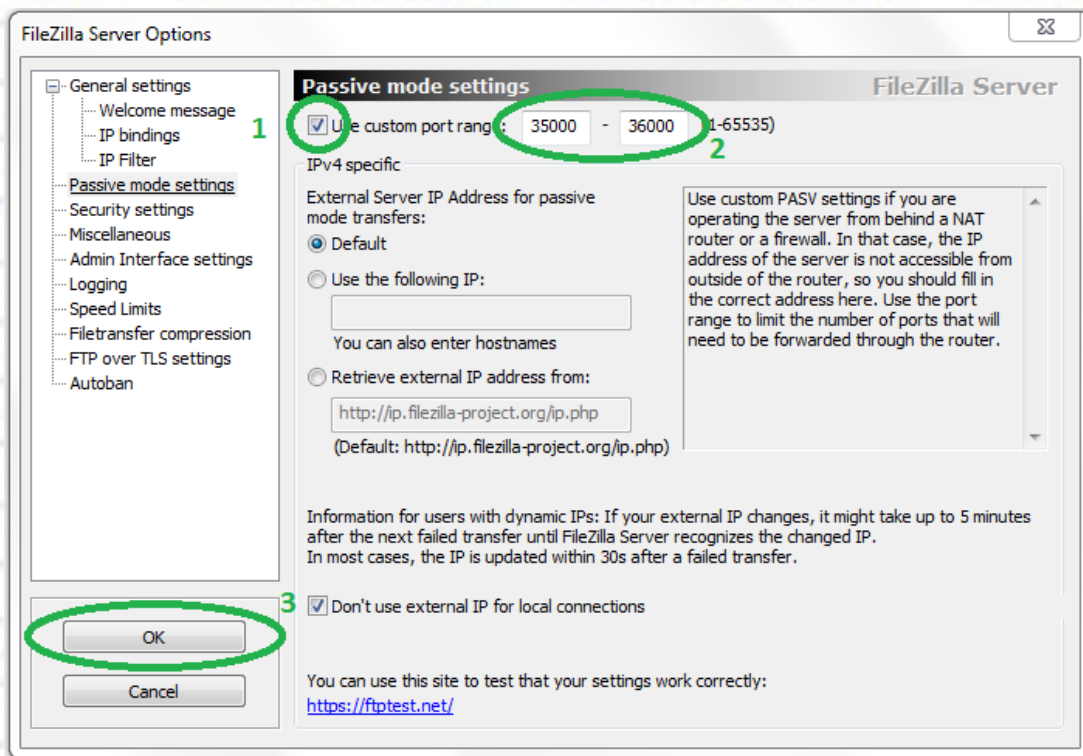 FileZilla Server Options
General settings
Welcome message
IP bindings
IP Filter
Passive mode settings
Security settings
Miscellaneous
Admin Interface settings
Logging
Speed Limits
Filetransfer compression
FTP over TLS settings
Autoban
OK
Cancel
Passive mode settings
FileZilla Server
1
Use custom port range: 35000 - 36000 (1-65535)
2
IPv4 specific
External Server IP Address for passive
mode transfers:
Default
Use the following IP:
You can also enter hostnames
Retrieve external IP address from:
http://ip.filezilla-project.org/ip.php
(Default: http://ip.filezilla-project.org/ip.php)
Use custom PASV settings if you are
operating the server from behind a NAT
router or a firewall. In that case, the IP
address of the server is not accessible from
outside of the router, so you should fill in
the correct address here. Use the port
range to limit the number of ports that will
need to be forwarded through the router.
Information for users with dynamic IPs: If your external IP changes, it might take up to 5 minutes
after the next failed transfer until FileZilla Server recognizes the changed IP.
In most cases, the IP is updated within 30s after a failed transfer.
3
Don't use external IP for local connections
You can use this site to test that your settings work correctly:
https://ftptest.net/